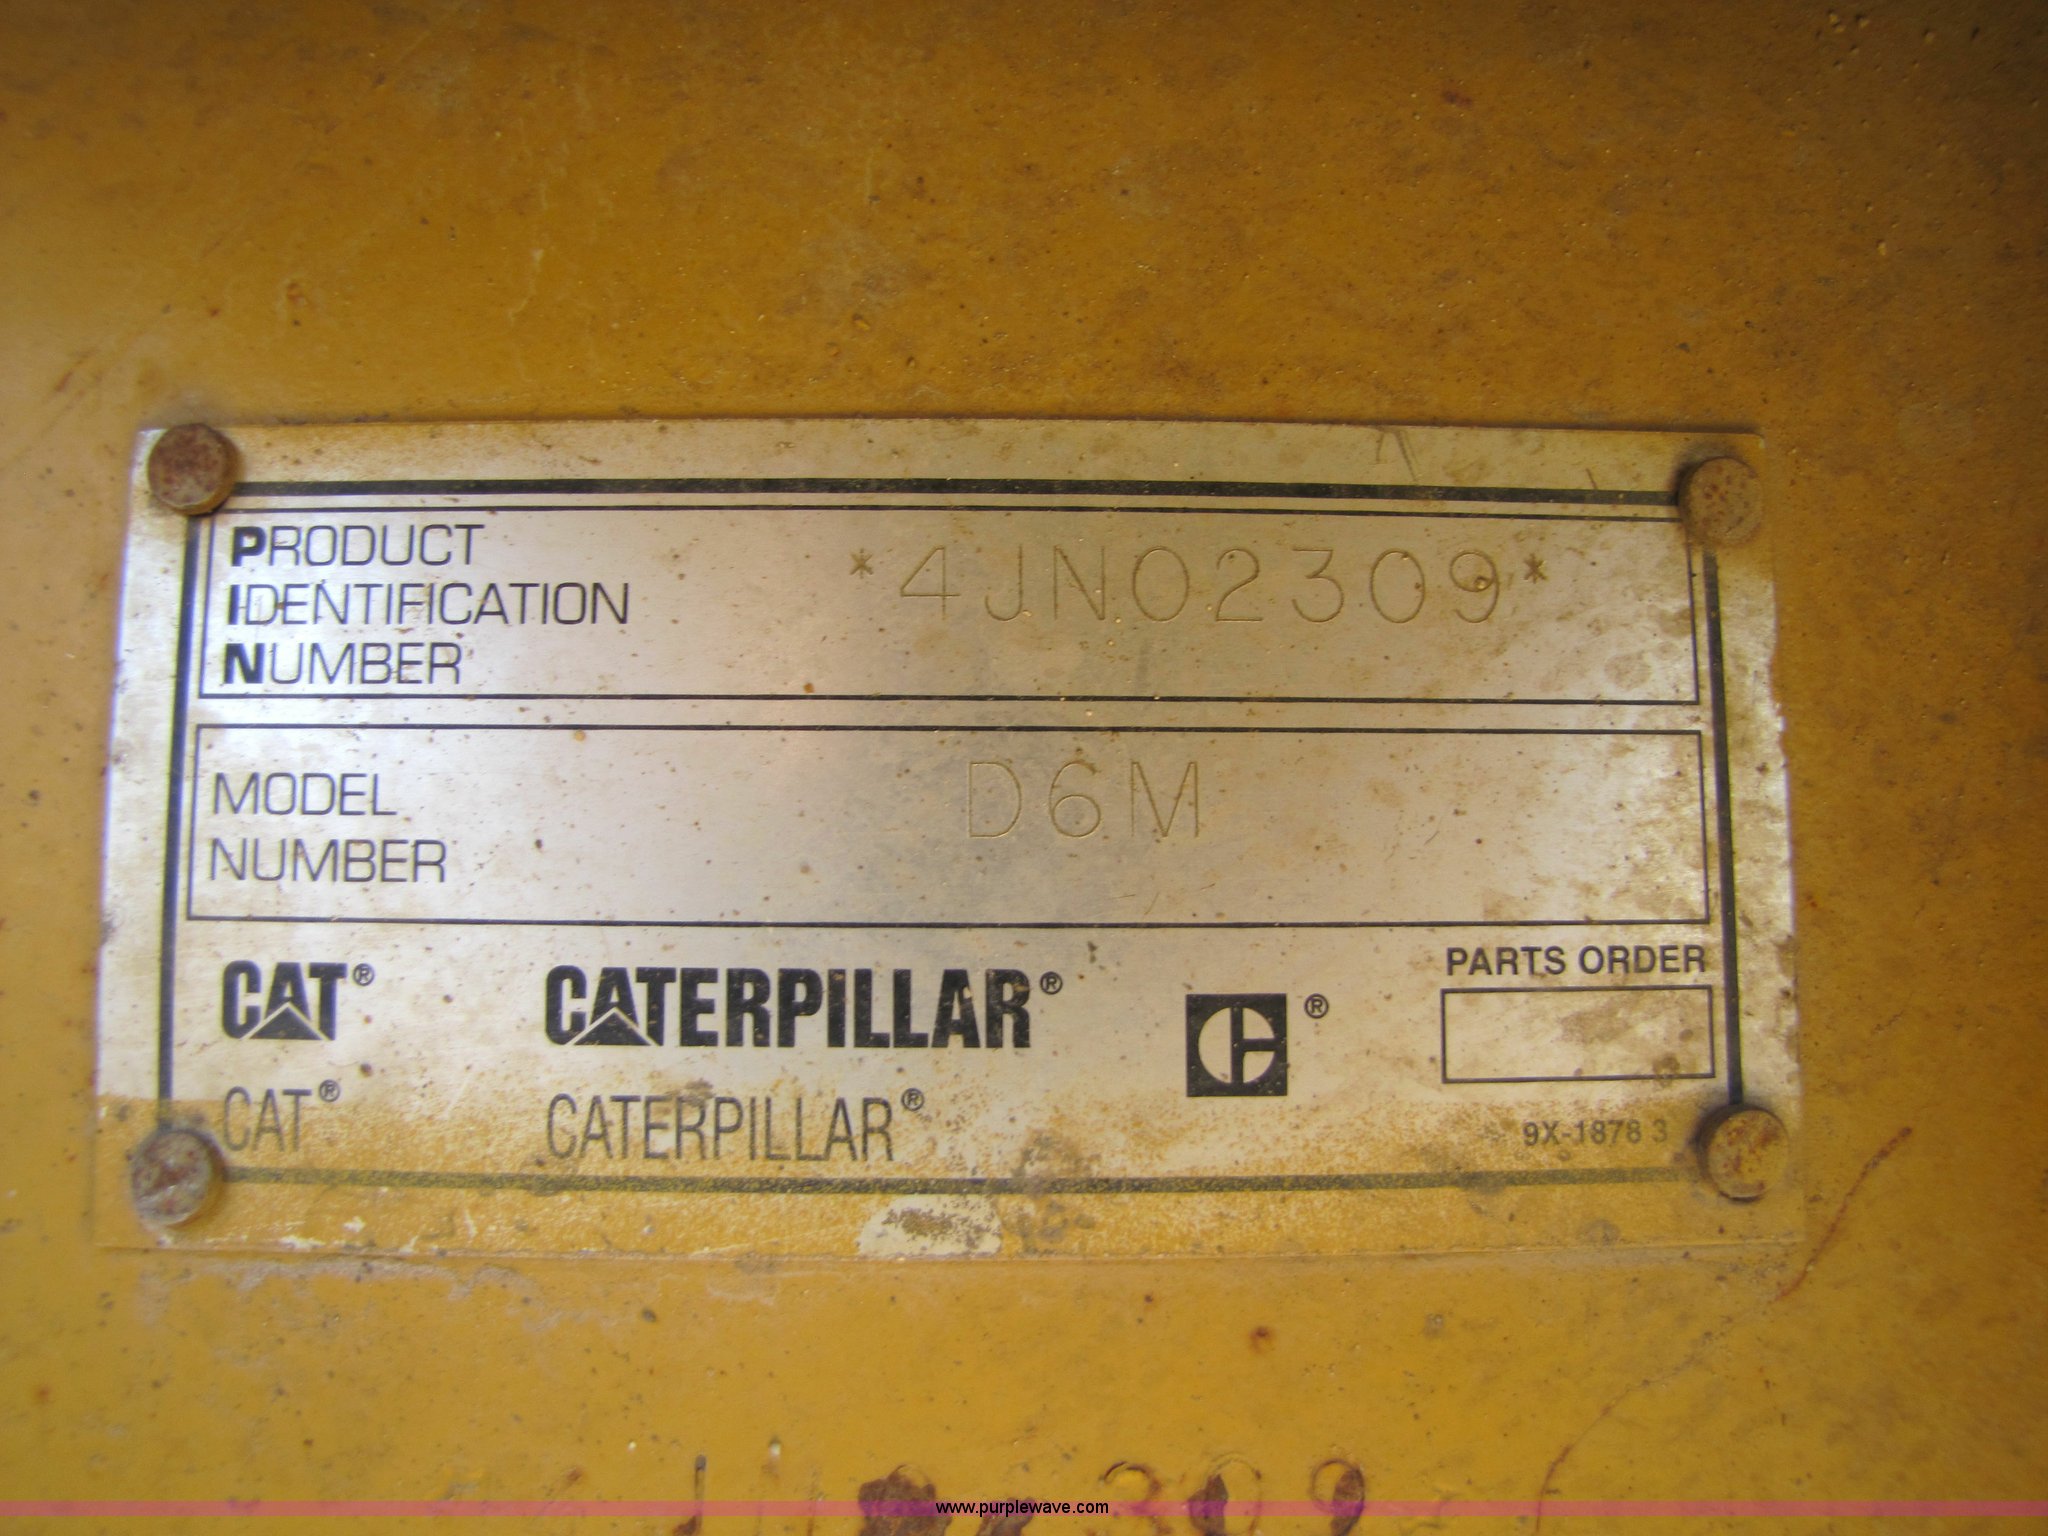 PRODUCT
IDENTIFICATION
NUMBER
*4JN02309*
MODEL
NUMBER
D6M
CAT® CATERPILLAR® ®
PARTS ORDER
CAT® CATERPILLAR®
9X-1878 3
309
www.purplewave.com